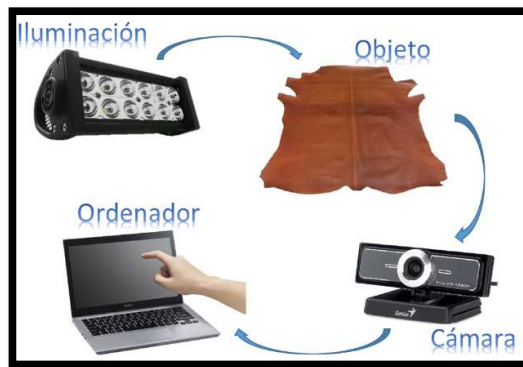 Iluminación
Objeto
Ordenador
Genius
Cámara